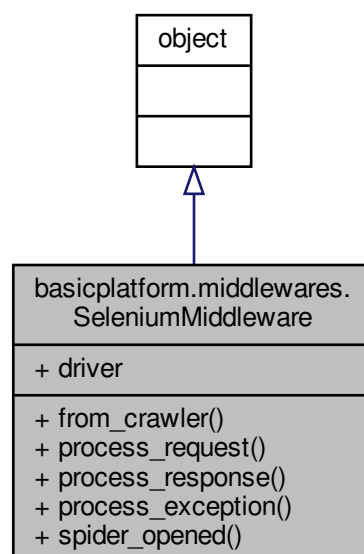 object
basicplatform.middlewares.
SeleniumMiddleware
+ driver
+ from_crawler()
+ process_request()
+ process_response()
+ process_exception()
+ spider_opened()